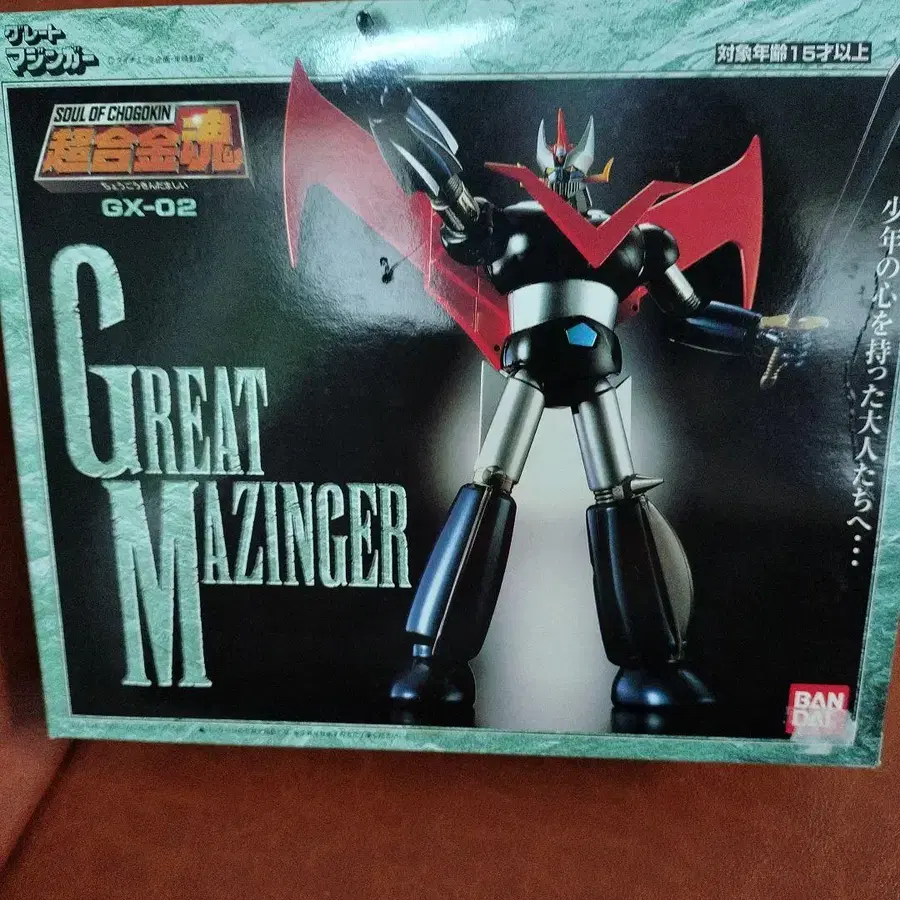 グレート
マジンガー
対象年齢15才以上
SOUL OF CHOGOKIN
超合金魂
ちょうごうきんだましい
GX-02
GREAT
MAZINGER
少年の心を持った大人たちへ…
BAN
DAI